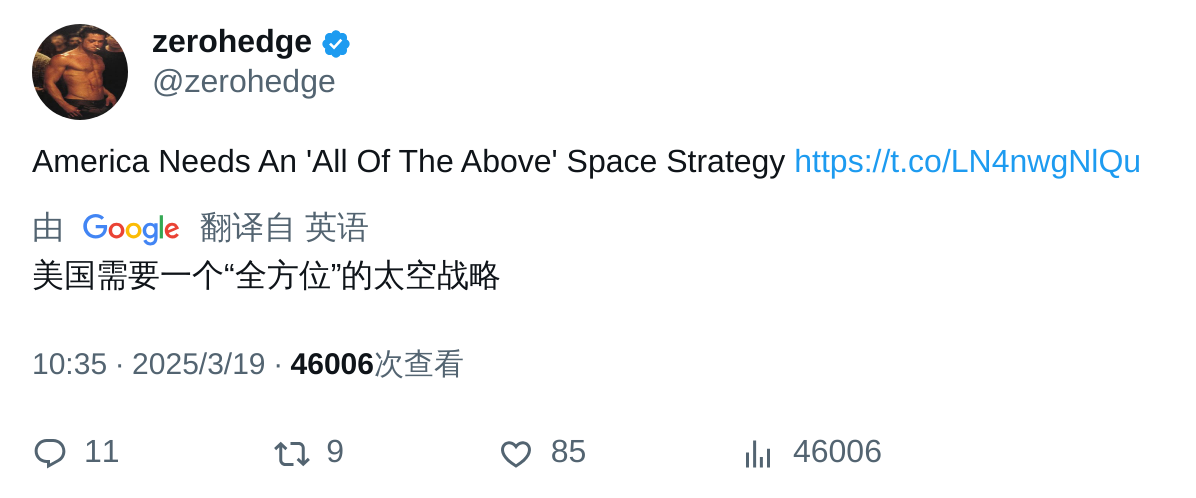 zerohedge
@zerohedge
America Needs An 'All Of The Above' Space Strategy https://t.co/LN4nwgNlQu
由 Google 翻译自 英语
美国需要一个“全方位”的太空战略
10:35 · 2025/3/19 · 46006次查看
11 9 85 46006